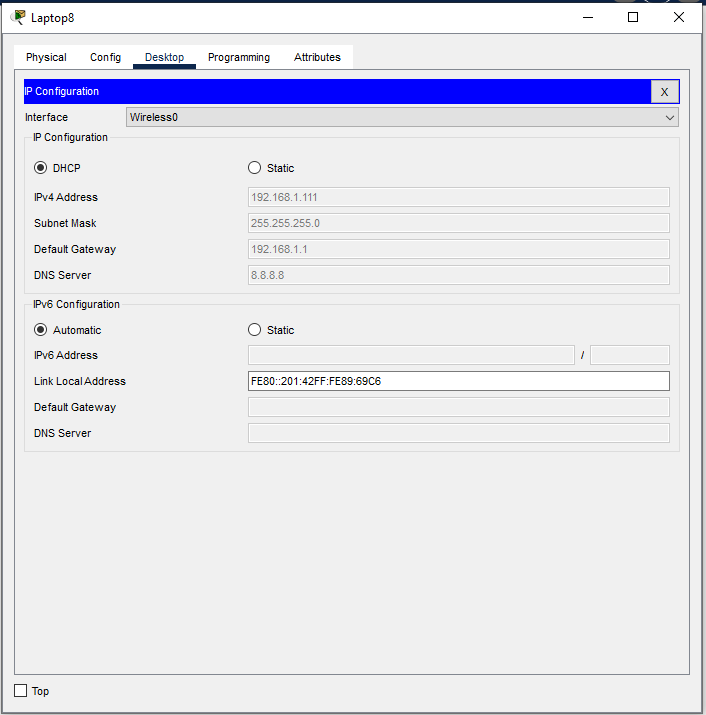 Laptop8
Physical Config Desktop Programming Attributes
IP Configuration X
Interface Wireless0
IP Configuration
DHCP Static
IPv4 Address 192.168.1.111
Subnet Mask 255.255.255.0
Default Gateway 192.168.1.1
DNS Server 8.8.8.8
IPv6 Configuration
Automatic Static
IPv6 Address /
Link Local Address FE80::201:42FF:FE89:69C6
Default Gateway
DNS Server
Top